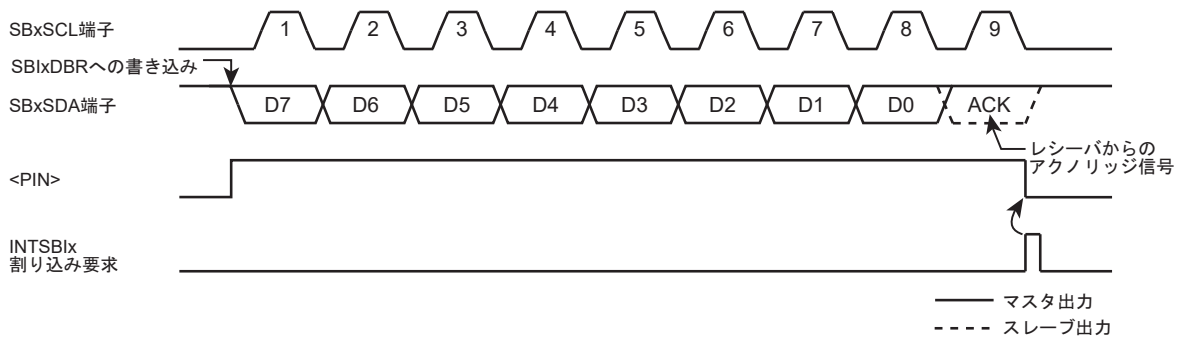 SBxSCL端子
1 2 3 4 5 6 7 8 9
SBIxDBRへの書き込み
SBxSDA端子
D7 D6 D5 D4 D3 D2 D1 D0 ACK
レシーバからの
アクノリッジ信号
<PIN>
INTSBIx
割り込み要求
マスタ出力
スレーブ出力